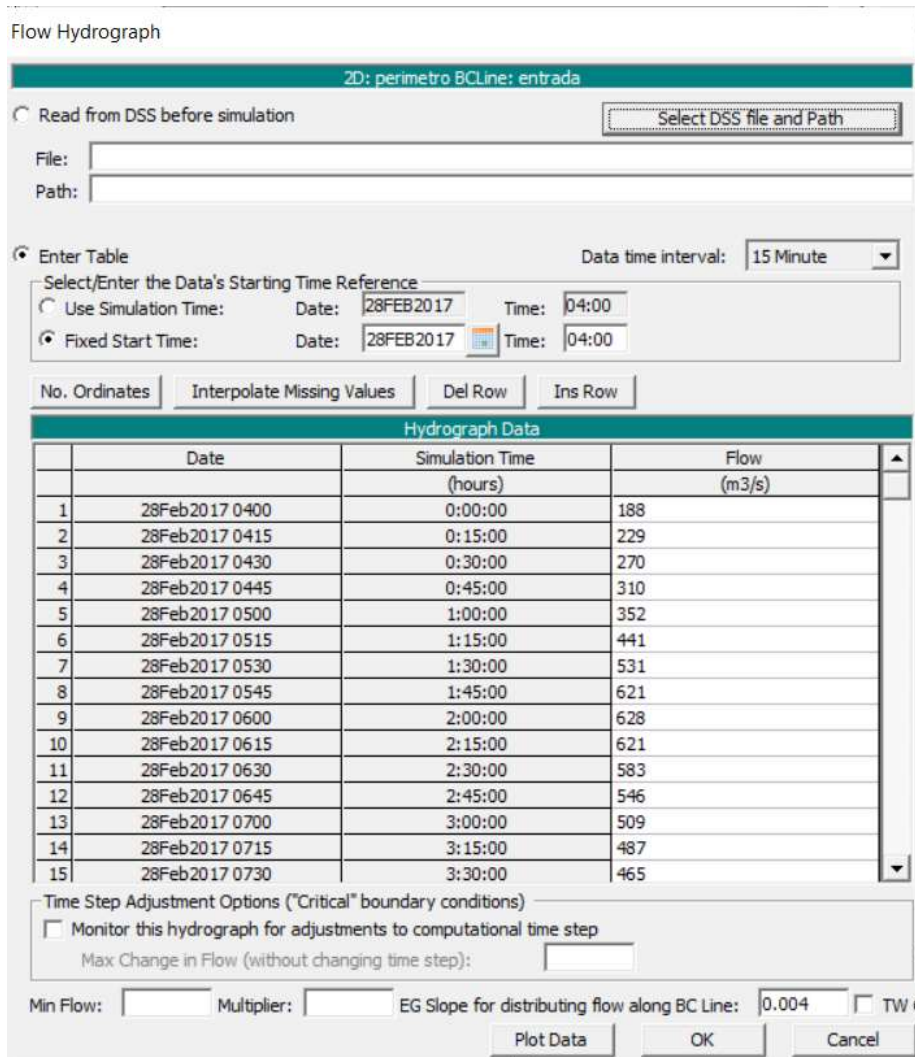 Flow Hydrograph
2D: perimetro BCLine: entrada
Read from DSS before simulation Select DSS file and Path
File:
Path:
Enter Table Data time interval: 15 Minute
Select/Enter the Data's Starting Time Reference
Use Simulation Time: Date: 28FEB2017 Time: 04:00
Fixed Start Time: Date: 28FEB2017 Time: 04:00
No. Ordinates Interpolate Missing Values Del Row Ins Row
Hydrograph Data
Date Simulation Time Flow
(hours) (m3/s)
1 28Feb2017 0400 0:00:00 188
2 28Feb2017 0415 0:15:00 229
3 28Feb2017 0430 0:30:00 270
4 28Feb2017 0445 0:45:00 310
5 28Feb2017 0500 1:00:00 352
6 28Feb2017 0515 1:15:00 441
7 28Feb2017 0530 1:30:00 531
8 28Feb2017 0545 1:45:00 621
9 28Feb2017 0600 2:00:00 628
10 28Feb2017 0615 2:15:00 621
11 28Feb2017 0630 2:30:00 583
12 28Feb2017 0645 2:45:00 546
13 28Feb2017 0700 3:00:00 509
14 28Feb2017 0715 3:15:00 487
15 28Feb2017 0730 3:30:00 465
Time Step Adjustment Options ("Critical" boundary conditions)
Monitor this hydrograph for adjustments to computational time step
Max Change in Flow (without changing time step):
Min Flow: Multiplier: EG Slope for distributing flow along BC Line: 0.004 TW
Plot Data OK Cancel